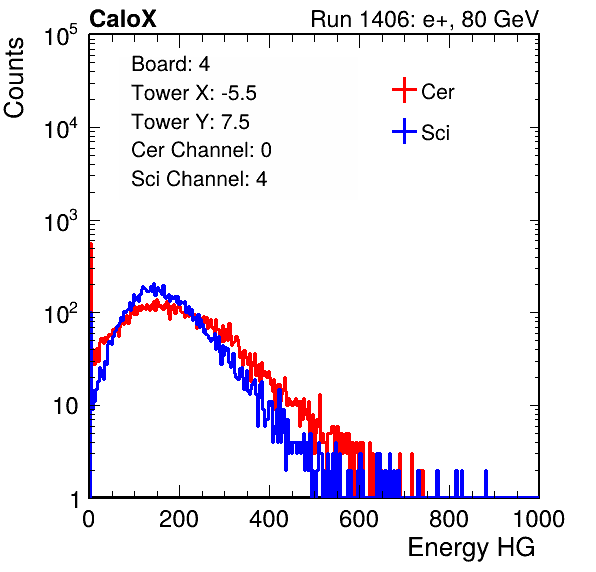 CaloX Run 1406: e+, 80 GeV
Counts
Board: 4
Tower X: -5.5
Tower Y: 7.5
Cer Channel: 0
Sci Channel: 4
Cer
Sci
10^5
10^4
10^3
10^2
10
1
0 200 400 600 800 1000
Energy HG